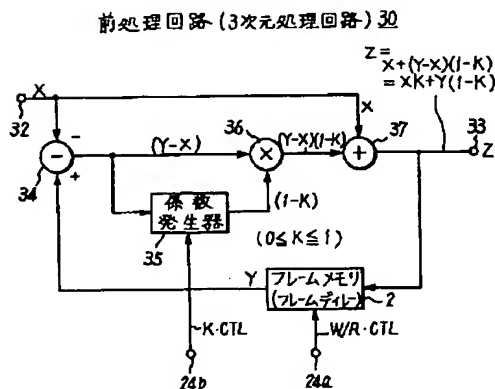 前処理回路(3次元処理回路)30
Z=
X+(Y-X)(1-K)
=XK+Y(1-K)
X
32
X
33
Z
34
-
-
+
(Y-X)
36
×
(Y-X)(1-K)
37
+
係数
発生器
35
(1-K)
(0≦K≦1)
Y
フレームメモリ
(フレームディレー)
2
K・CTL
W/R・CTL
24b
24a